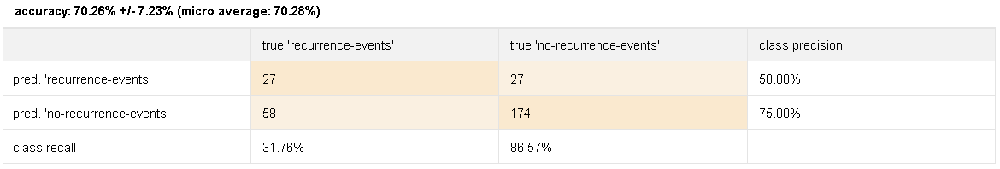 accuracy: 70.26% +/- 7.23% (micro average: 70.28%)
true 'recurrence-events' true 'no-recurrence-events' class precision
pred. 'recurrence-events' 27 27 50.00%
pred. 'no-recurrence-events' 58 174 75.00%
class recall 31.76% 86.57%